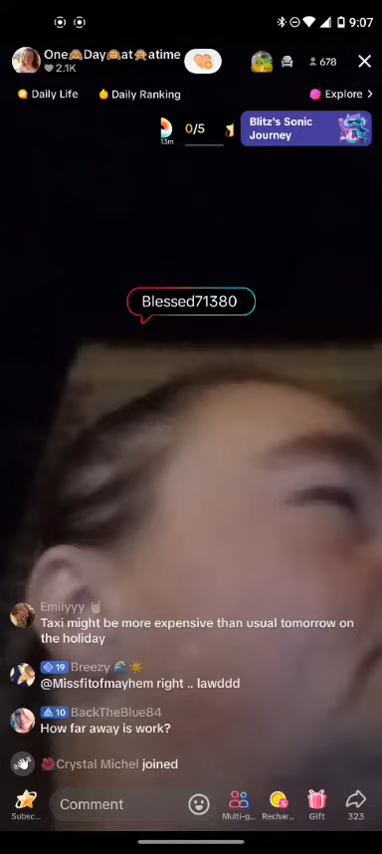 9:07
One🙈Day🙈at🙈atime
2.1K
678
Daily Life
Daily Ranking
Explore >
13m
0/5
Blitz's Sonic
Journey
Blessed71380
Emilyyy 🤘🏻
Taxi might be more expensive than usual tomorrow on
the holiday
19 Breezy 🌊☀️
@Missfitofmayhem right .. lawddd
10 BackTheBlue84
How far away is work?
🌺Crystal Michel joined
Subsc...
Comment
Multi-g...
Rechar...
Gift
323